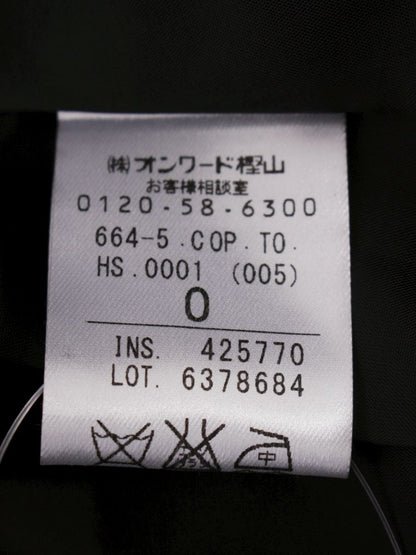 ㈱オンワード樫山
お客様相談室
0120-58-6300
664-5.COP.TO.
HS.0001 (005)
0
INS. 425770
LOT. 6378684
中